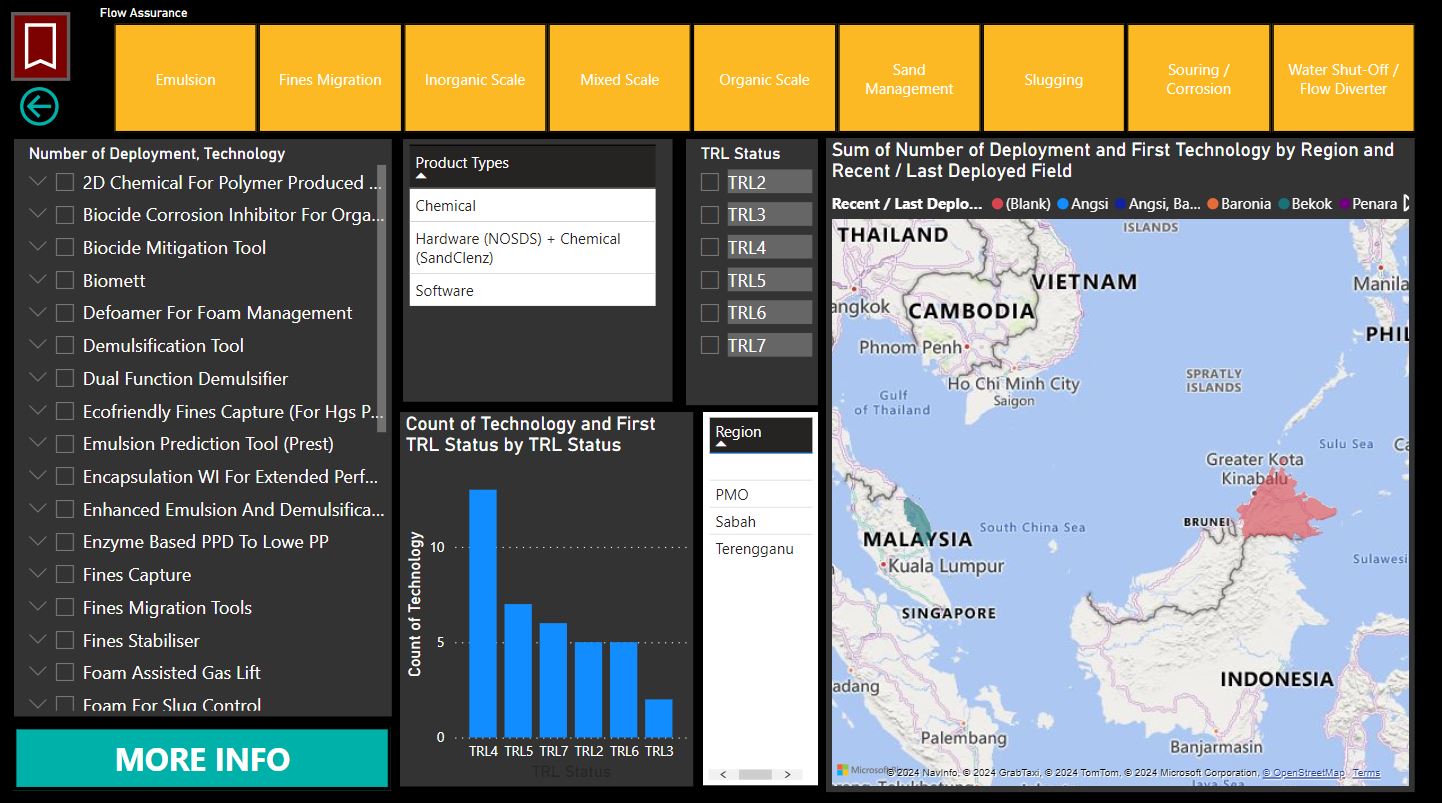 Flow Assurance
Emulsion
Fines Migration
Inorganic Scale
Mixed Scale
Organic Scale
Sand
Management
Slugging
Souring /
Corrosion
Water Shut-Off /
Flow Diverter
Number of Deployment, Technology
2D Chemical For Polymer Produced ...
Biocide Corrosion Inhibitor For Orga...
Biocide Mitigation Tool
Biomett
Defoamer For Foam Management
Demulsification Tool
Dual Function Demulsifier
Ecofriendly Fines Capture (For Hgs P...
Emulsion Prediction Tool (Prest)
Encapsulation WI For Extended Perf...
Enhanced Emulsion And Demulsifica...
Enzyme Based PPD To Lowe PP
Fines Capture
Fines Migration Tools
Fines Stabiliser
Foam Assisted Gas Lift
Foam For Slug Control
MORE INFO
Product Types
Chemical
Hardware (NOSDS) + Chemical
(SandClenz)
Software
TRL Status
TRL2
TRL3
TRL4
TRL5
TRL6
TRL7
Count of Technology and First
TRL Status by TRL Status
Count of Technology
10
5
0
TRL4 TRL5 TRL7 TRL2 TRL6 TRL3
TRL Status
Region
PMO
Sabah
Terengganu
Sum of Number of Deployment and First Technology by Region and
Recent / Last Deployed Field
Recent / Last Deplo... (Blank) Angsi Angsi, Ba... Baronia Bekok Penara
ISLANDS
THAILAND
VIETNAM
Manila
angkok
CAMBODIA
PHIL
Phnom Penh
Ho Chi Minh City
Saigon
SPRATLY
ISLANDS
Gulf
of Thailand
Sulu Sea
Greater Kota
Kinabalu
BRUNEI
South China Sea
MALAYSIA
Kuala Lumpur
Sulawesi
SINGAPORE
INDONESIA
adang
Palembang
Banjarmasin
Microsoft
© 2024 NavInfo, © 2024 GrabTaxi, © 2024 TomTom, © 2024 Microsoft Corporation, © OpenStreetMap Terms
Java Sea